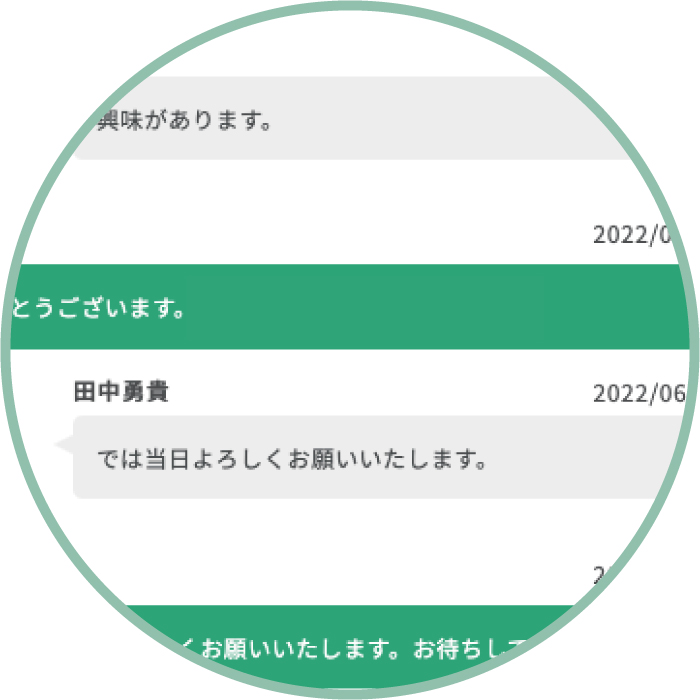 興味があります。
2022/0
とうございます。
田中勇貴
2022/06
では当日よろしくお願いいたします。
2
くお願いいたします。お待ちして